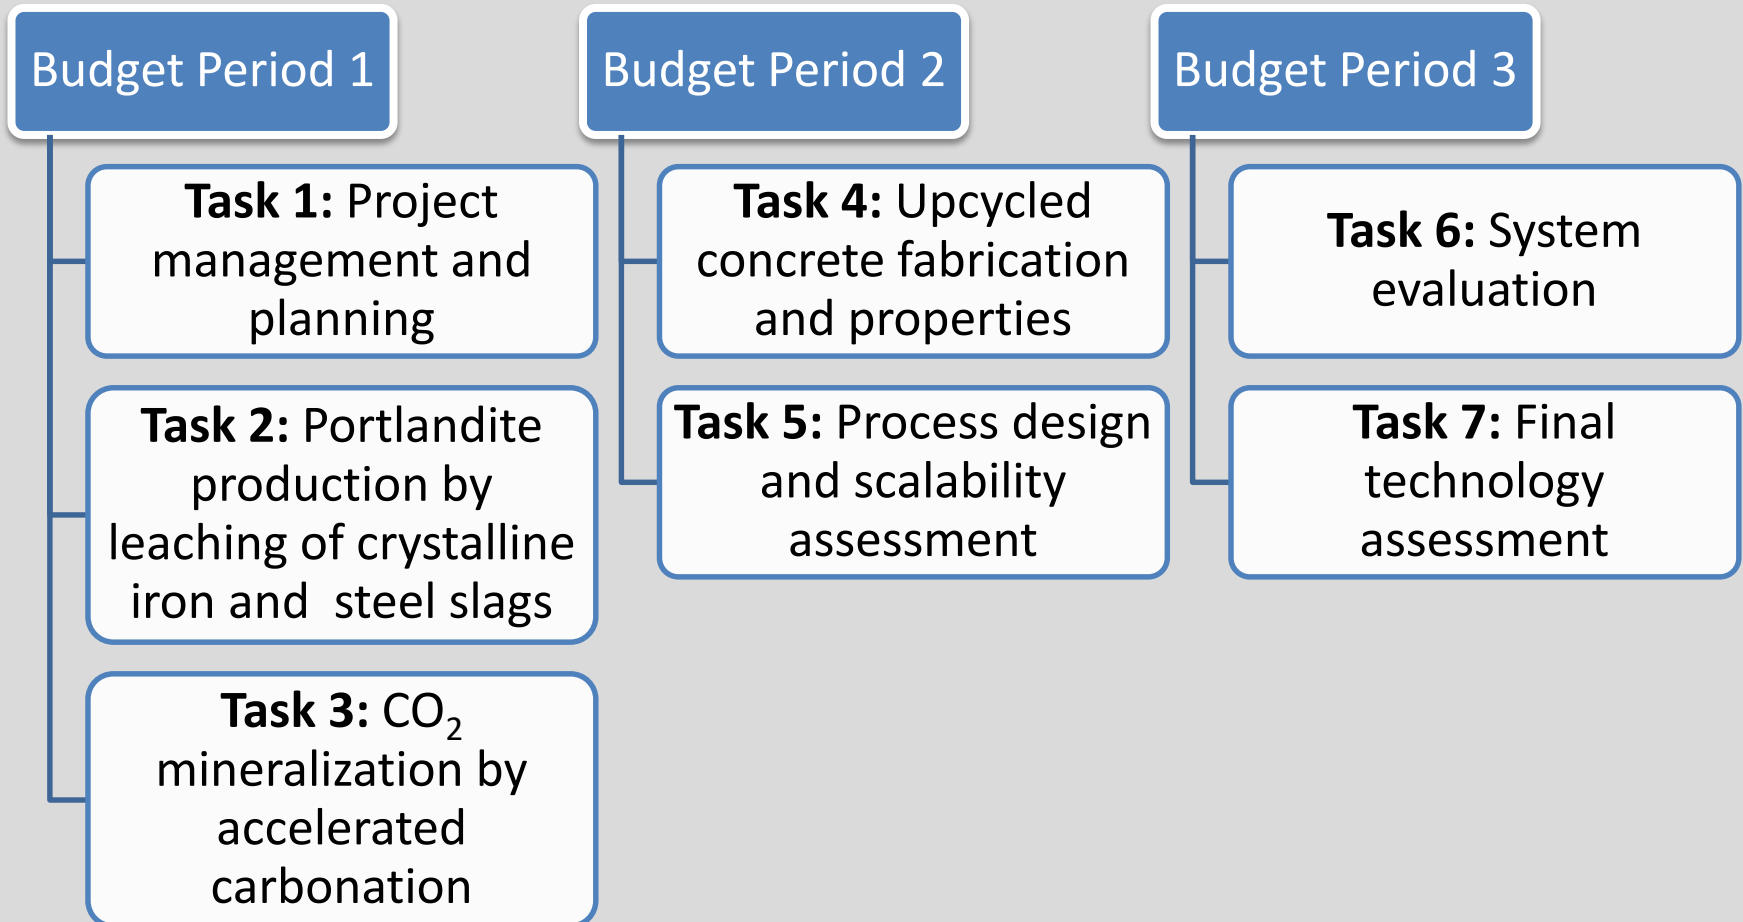 Budget Period 1
Task 1: Project
management and
planning
Task 2: Portlandite
production by
leaching of crystalline
iron and  steel slags
Task 3: CO₂
mineralization by
accelerated
carbonation
Budget Period 2
Task 4: Upcycled
concrete fabrication
and properties
Task 5: Process design
and scalability
assessment
Budget Period 3
Task 6: System
evaluation
Task 7: Final
technology
assessment